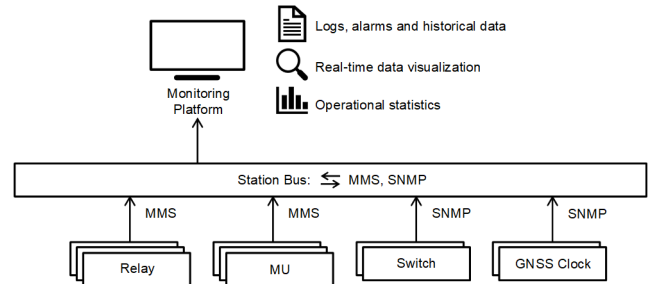 Logs, alarms and historical data
Real-time data visualization
Operational statistics
Monitoring
Platform
Station Bus: MMS, SNMP
MMS
MMS
SNMP
SNMP
Relay
MU
Switch
GNSS Clock